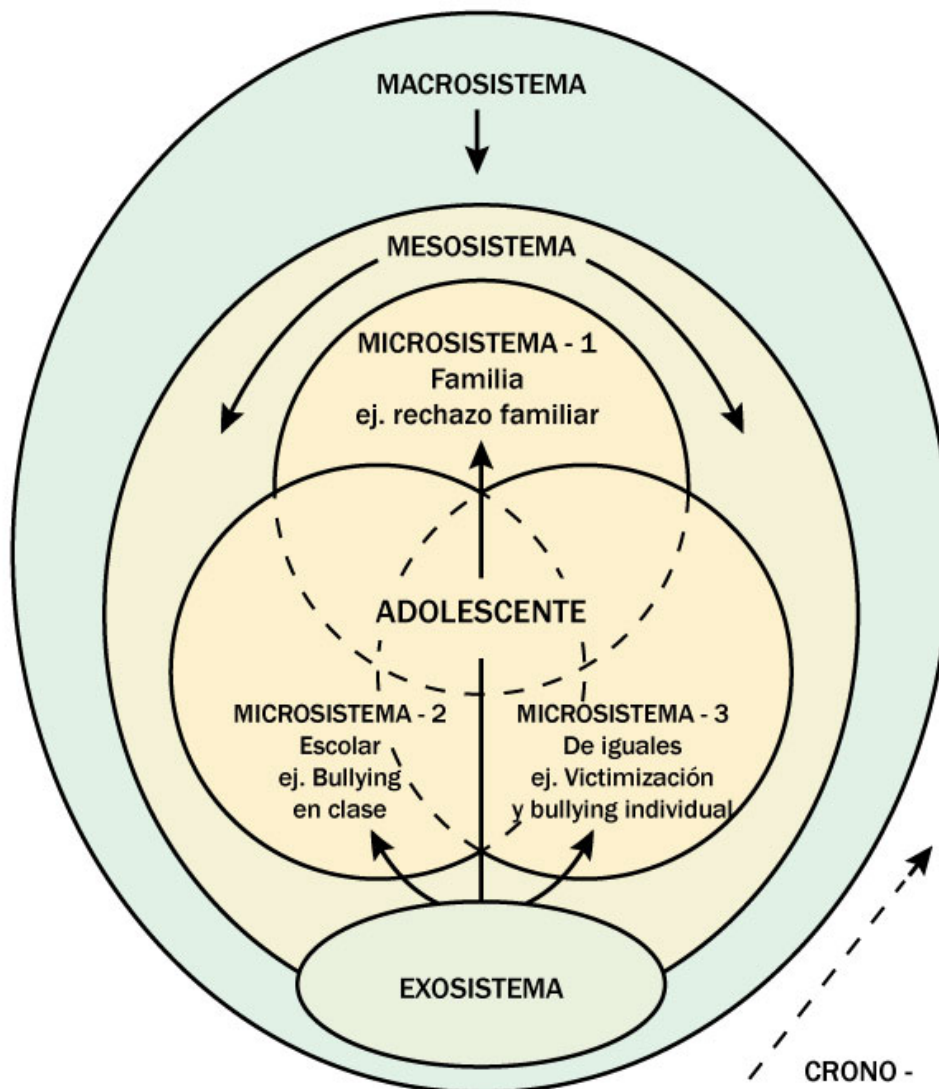 MACROSISTEMA
MESOSISTEMA
MICROSISTEMA - 1
Familia
ej. rechazo familiar
ADOLESCENTE
MICROSISTEMA - 2
Escolar
ej. Bullying
en clase
MICROSISTEMA - 3
De iguales
ej. Victimización
y bullying individual
EXOSISTEMA
CRONO -